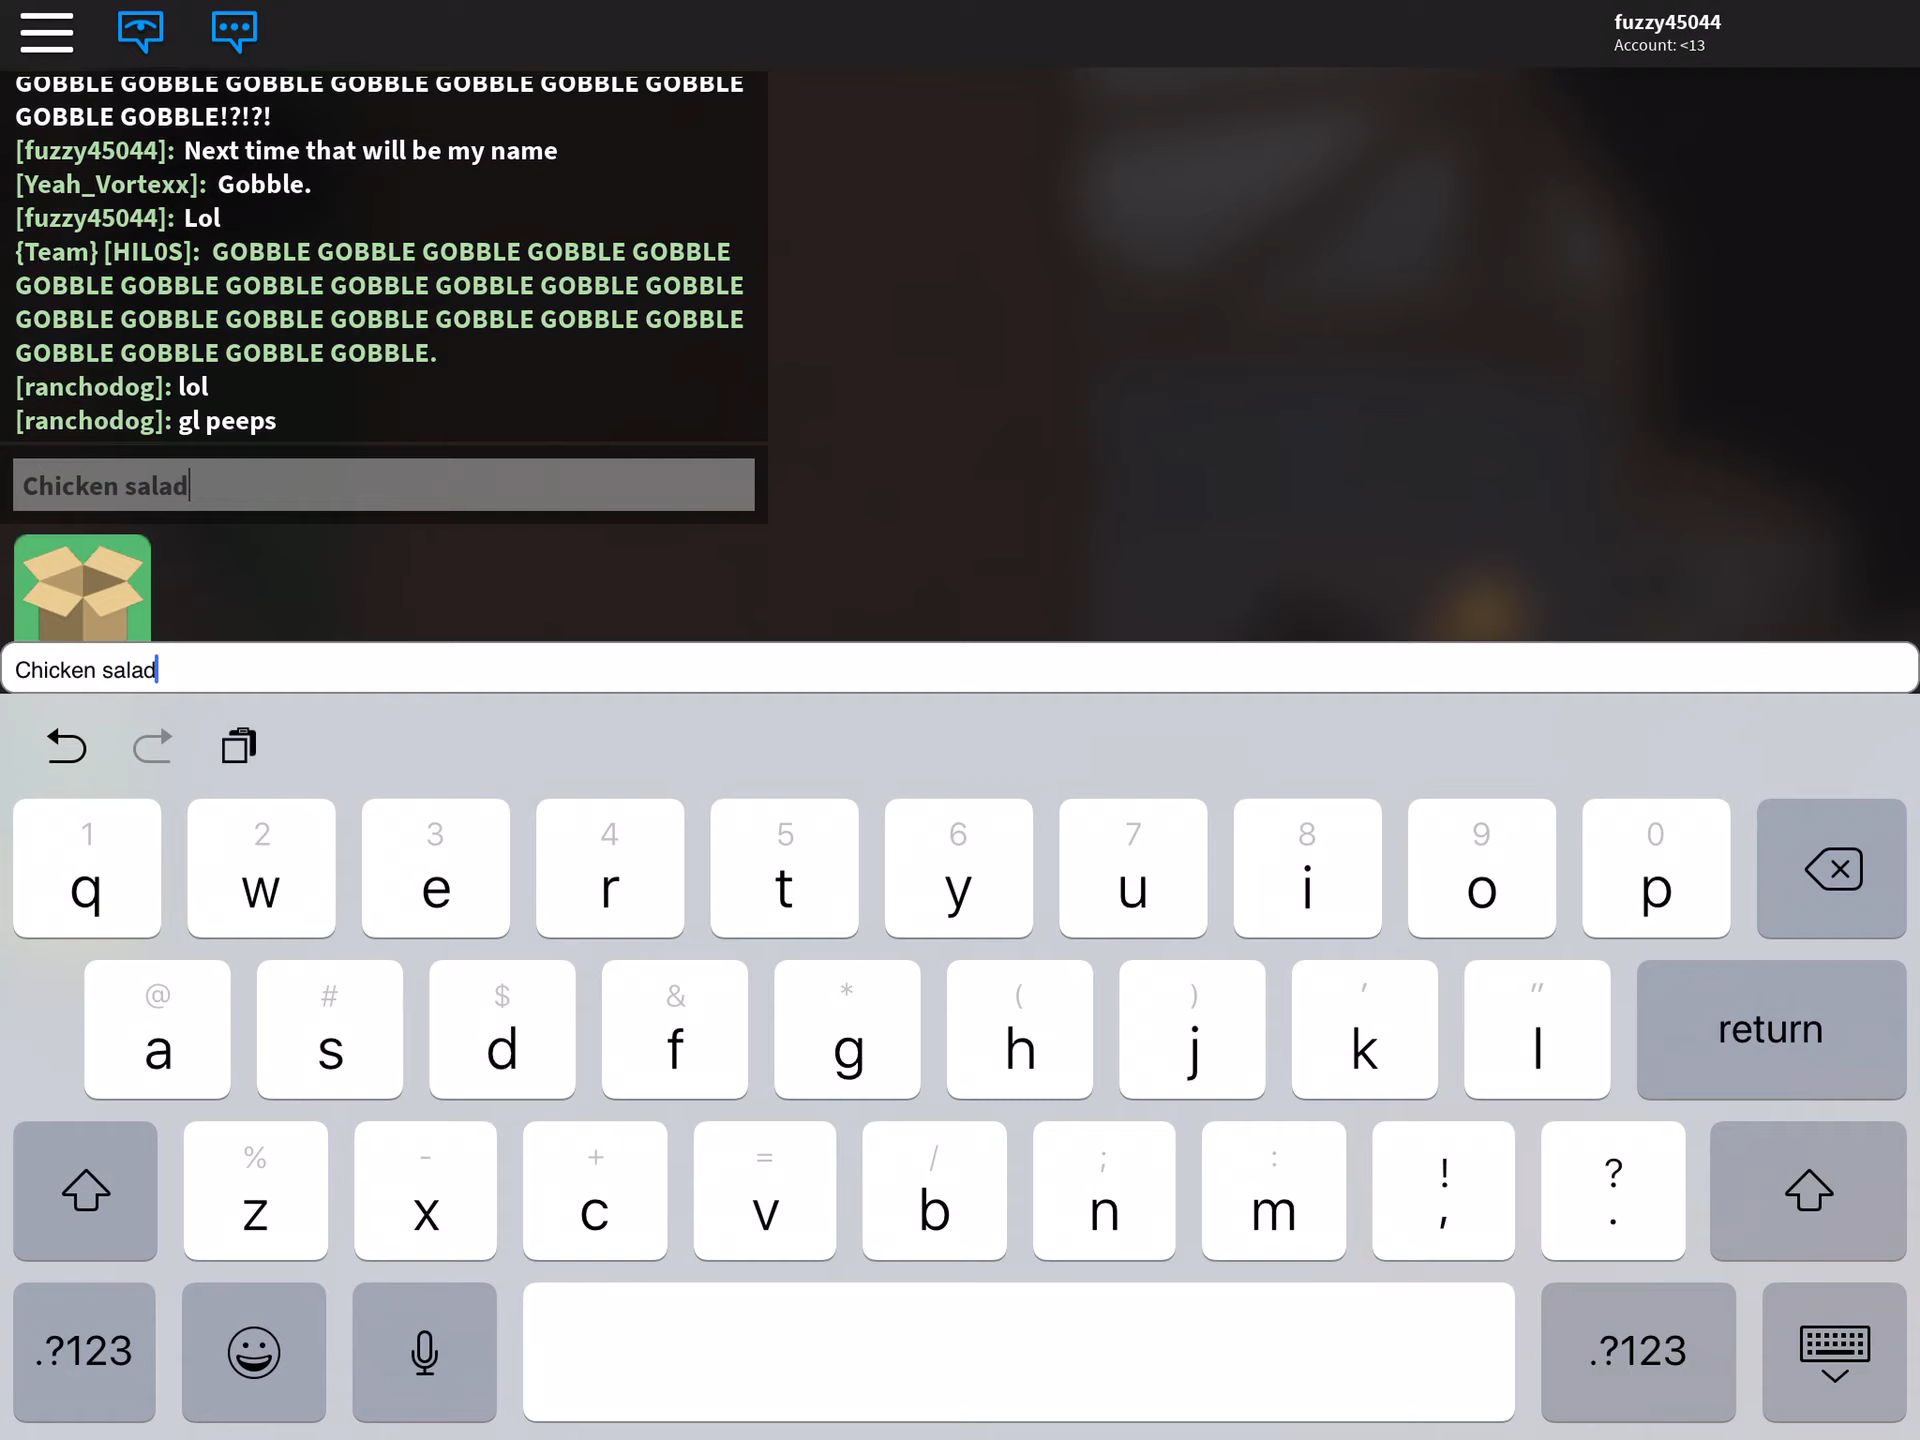 fuzzy45044
Account: <13
GOBBLE GOBBLE GOBBLE GOBBLE GOBBLE GOBBLE GOBBLE
GOBBLE GOBBLE!?!?!
[fuzzy45044]: Next time that will be my name
[Yeah_Vortexx]: Gobble.
[fuzzy45044]: Lol
{Team} [HIL0S]: GOBBLE GOBBLE GOBBLE GOBBLE GOBBLE
GOBBLE GOBBLE GOBBLE GOBBLE GOBBLE GOBBLE GOBBLE
GOBBLE GOBBLE GOBBLE GOBBLE GOBBLE GOBBLE GOBBLE
GOBBLE GOBBLE GOBBLE GOBBLE.
[ranchodog]: lol
[ranchodog]: gl peeps
Chicken salad
Chicken salad
1 2 3 4 5 6 7 8 9 0
q w e r t y u i o p
@ # $ & * ( ) ' "
a s d f g h j k l return
% - + = / ; : ! ?
z x c v b n m , .
.?123 .?123